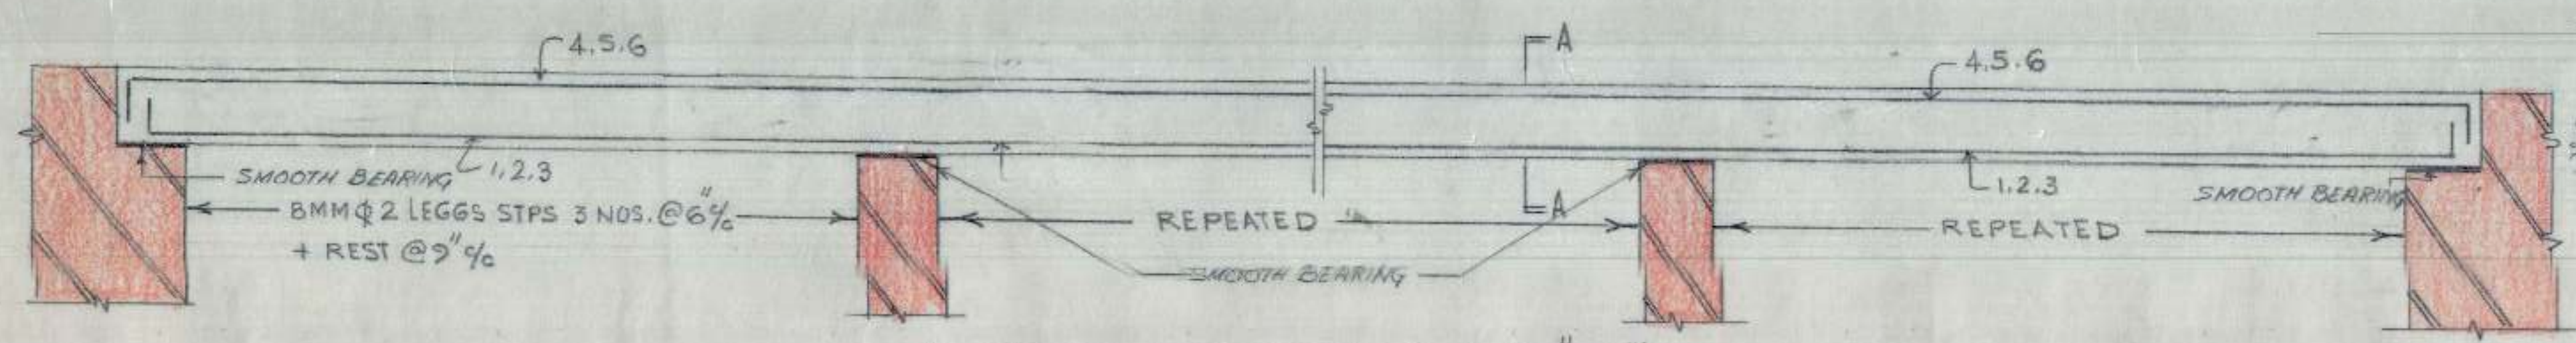 4.5.6
A
4.5.6
SMOOTH BEARING
1,2.3
1.2.3
SMOOTH BEARING
8MM⌀ 2 LEGGS STPS 3 NOS. @6" c/c
+ REST @9" c/c
REPEATED
A
REPEATED
SMOOTH BEARING